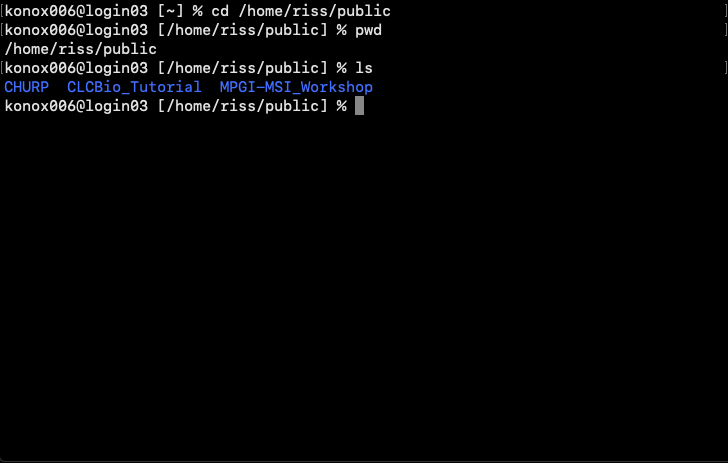 [konox006@login03 [~] % cd /home/riss/public]
[konox006@login03 [/home/riss/public] % pwd]
/home/riss/public
[konox006@login03 [/home/riss/public] % ls]
CHURP  CLCBio_Tutorial  MPGI-MSI_Workshop
konox006@login03 [/home/riss/public] %